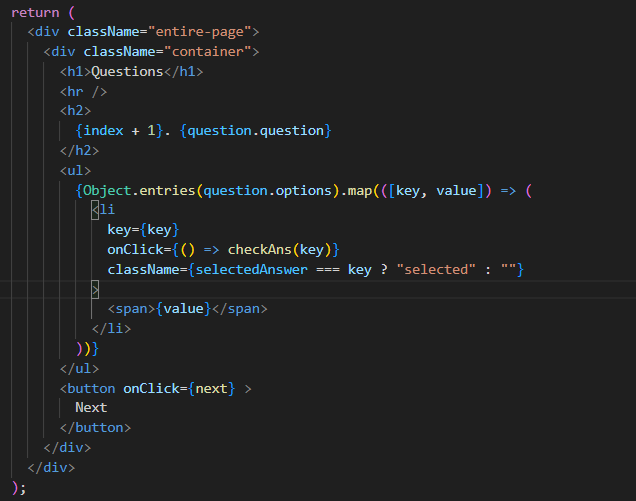 return (
<div className="entire-page">
<div className="container">
<h1>Questions</h1>
<hr />
<h2>
{index + 1}. {question.question}
</h2>
<ul>
{Object.entries(question.options).map(([key, value]) => (
<li
key={key}
onClick={() => checkAns(key)}
className={selectedAnswer === key ? "selected" : ""}
>
<span>{value}</span>
</li>
))}
</ul>
<button onClick={next} >
Next
</button>
</div>
</div>
);